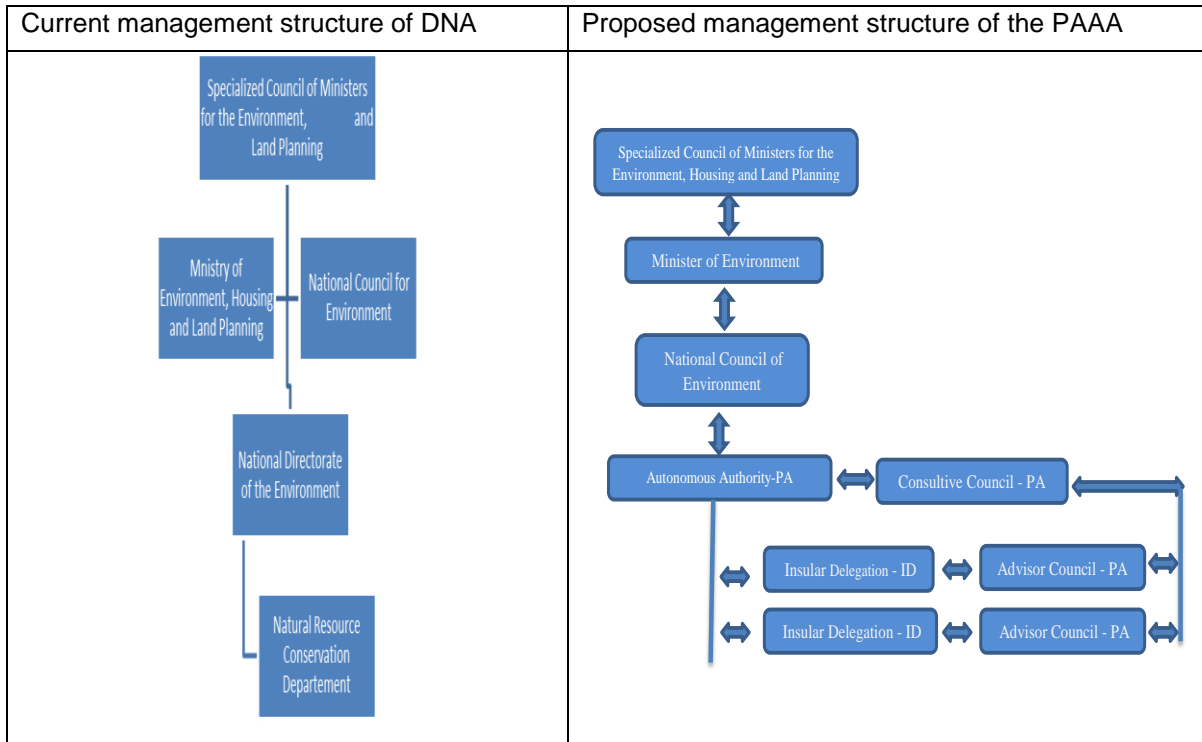 Current management structure of DNA
Proposed management structure of the PAAA
Specialized Council of Ministers
for the Environment, and
Land Planning
Mnistry of
Environment, Housing
and Land Planning
National Council for
Environment
National Directorate
of the Environment
Natural Resource
Conservation
Departement
Specialized Council of Ministers for the
Environment, Housing and Land Planning
Minister of Environment
National Council of
Environment
Autonomous Authority-PA
Consultive Council - PA
Insular Delegation - ID
Advisor Council - PA
Insular Delegation - ID
Advisor Council - PA